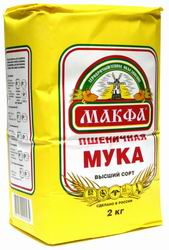 МАКФА
ПШЕНИЧНАЯ
МУКА
ВЫСШИЙ СОРТ
СДЕЛАНО В РОССИИ
2 кг